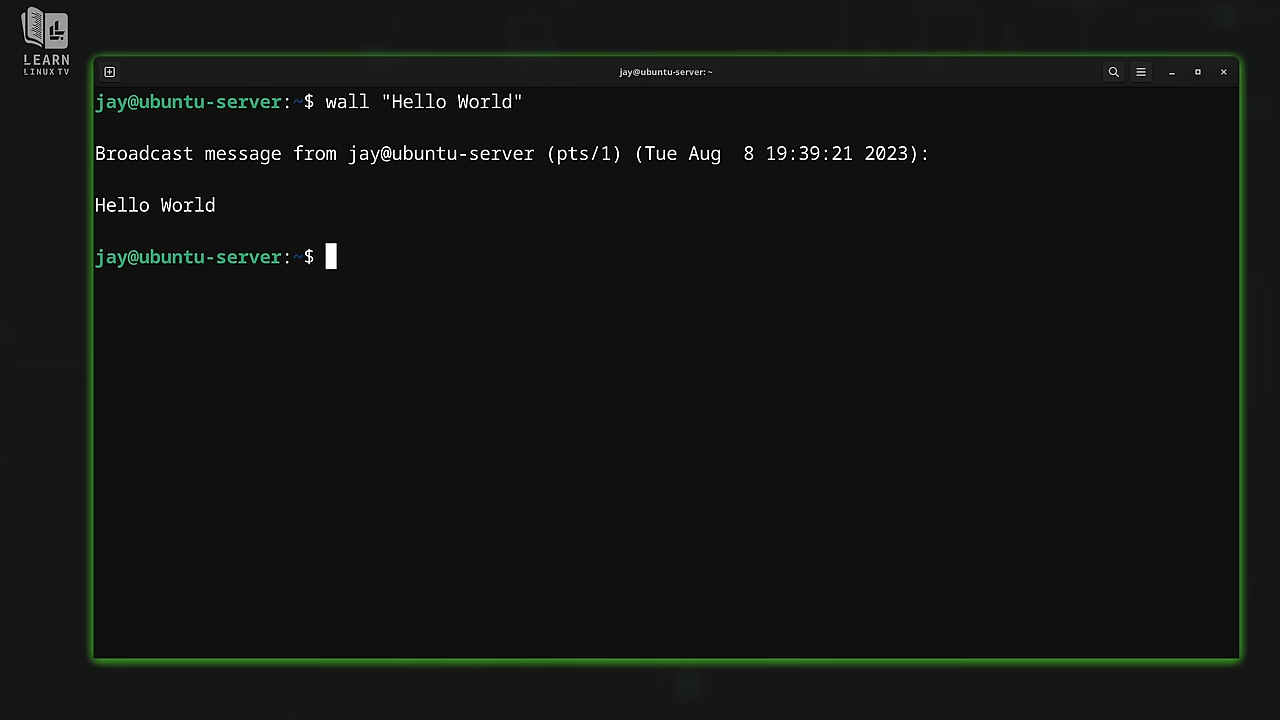 LEARN
LINUX TV
jay@ubuntu-server: ~
jay@ubuntu-server:~$ wall "Hello World"
Broadcast message from jay@ubuntu-server (pts/1) (Tue Aug  8 19:39:21 2023):
Hello World
jay@ubuntu-server:~$